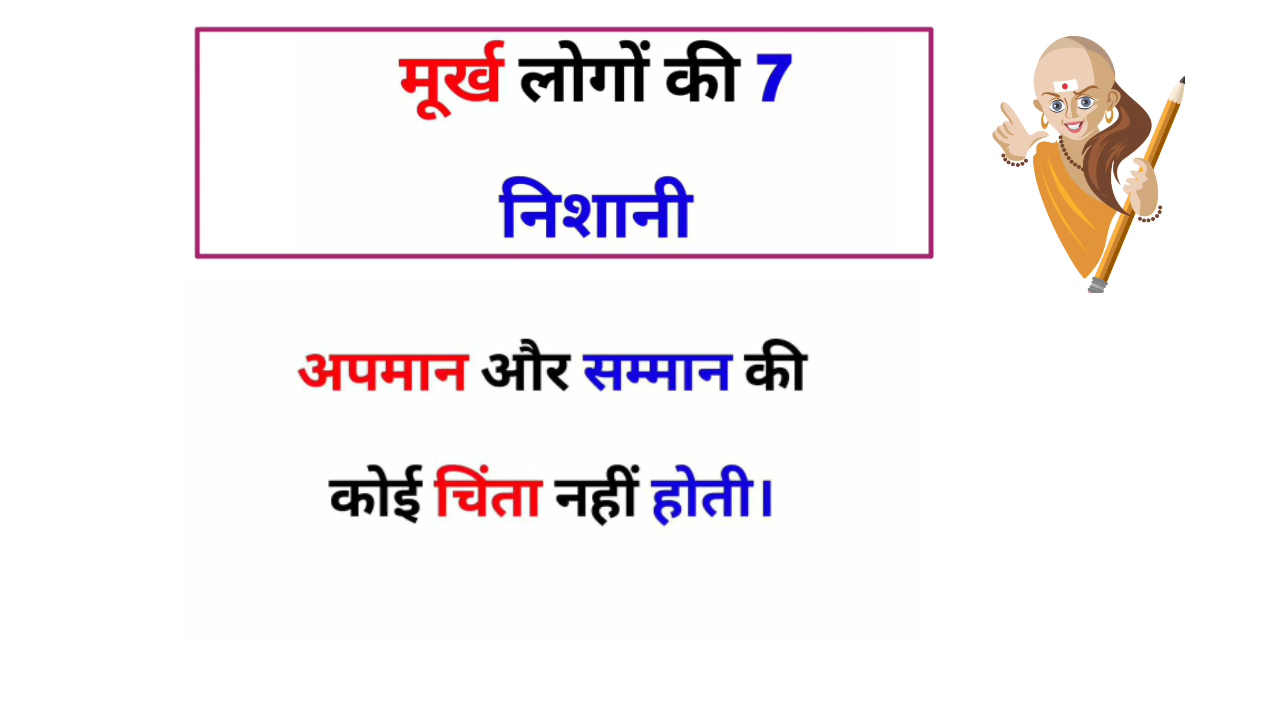 मूर्ख लोगों की 7
निशानी
अपमान और सम्मान की
कोई चिंता नहीं होती।